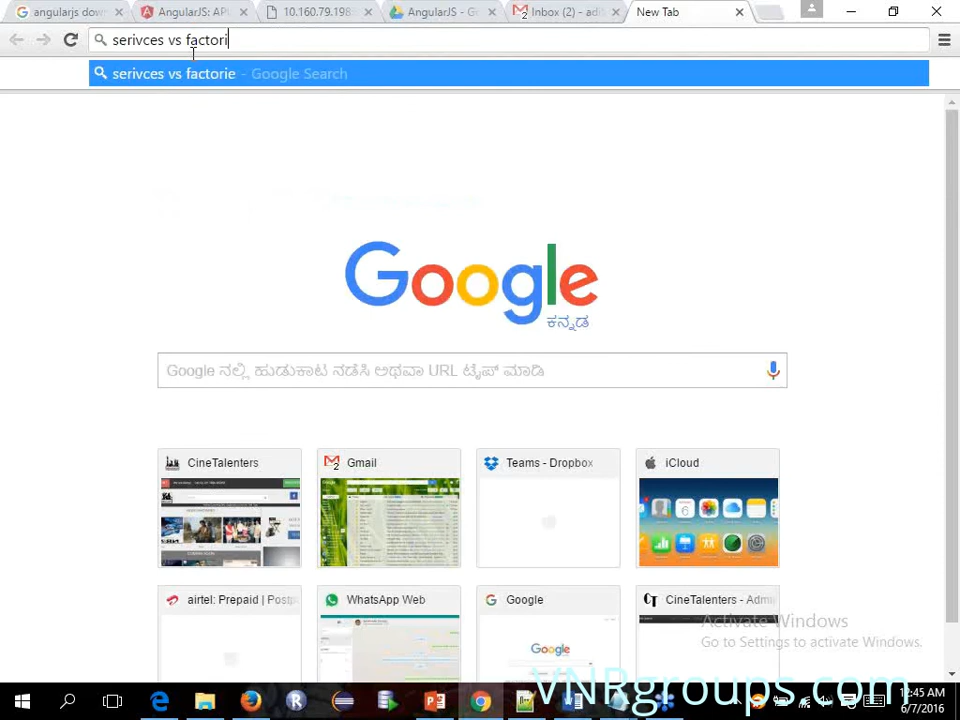 angularjs down
AngularJS: API
10.160.79.198
AngularJS - G
Inbox (2) - adi
New Tab
serivces vs factori
serivces vs factorie - Google Search
Google
ಕನ್ನಡ
Google ನಲ್ಲಿ ಹುಡುಕಾಟ ನಡೆಸಿ ಅಥವಾ URL ಟೈಪ್ ಮಾಡಿ
CineTalenters
Gmail
Teams - Dropbox
iCloud
airtel: Prepaid | Postp
WhatsApp Web
Google
CineTalenters - Admi
Google
Activate Windows
Go to Settings to activate Windows.
VNRgroups.com
12:45 AM
6/7/2016